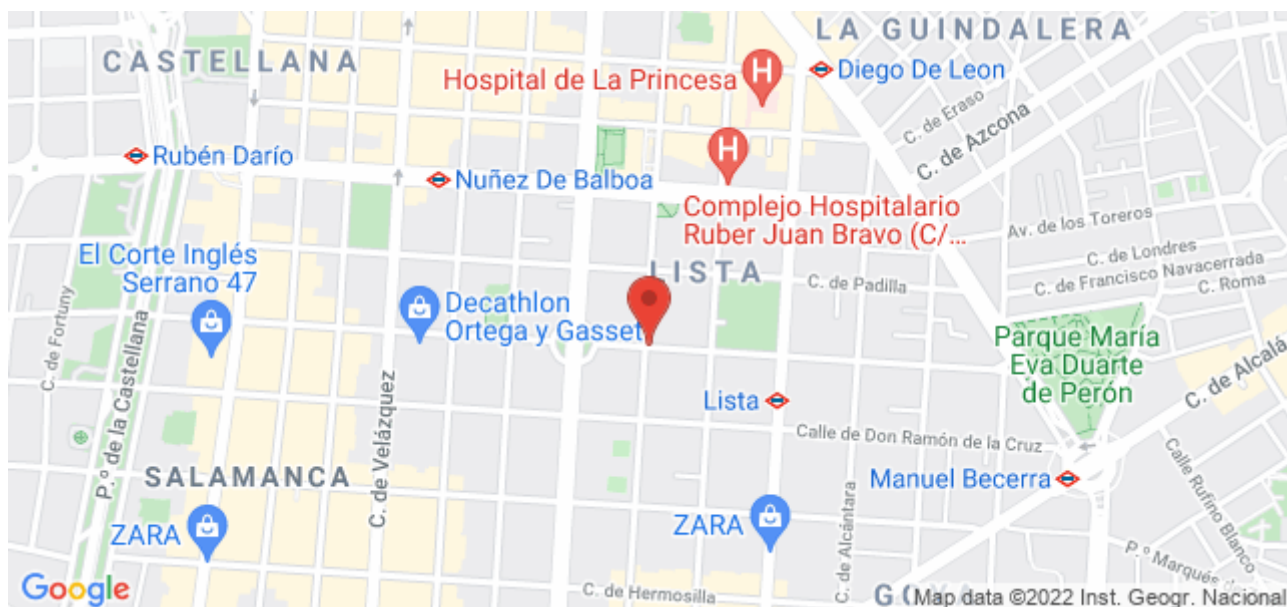 LA GUINDALERA
CASTELLANA
Hospital de La Princesa
H
Diego De Leon
C. de Eraso
C. de Azcona
H
Rubén Darío
Nuñez De Balboa
Complejo Hospitalario
Ruber Juan Bravo (C/...
Av. de los Toreros
El Corte Inglés
Serrano 47
LISTA
C. de Padilla
C. de Londres
C. de Francisco Navacerrada
C. Roma
Decathlon
Ortega y Gasset
C. de Fortuny
P.º de la Castellana
C. de Velázquez
Parque María
Eva Duarte
de Perón
C. de Alcalá
Lista
Calle de Don Ramón de la Cruz
SALAMANCA
Manuel Becerra
Calle Rufino Blanco
ZARA
ZARA
C. de Alcántara
P.º Marqués de
C. de Hermosilla
Google
Map data ©2022 Inst. Geogr. Nacional